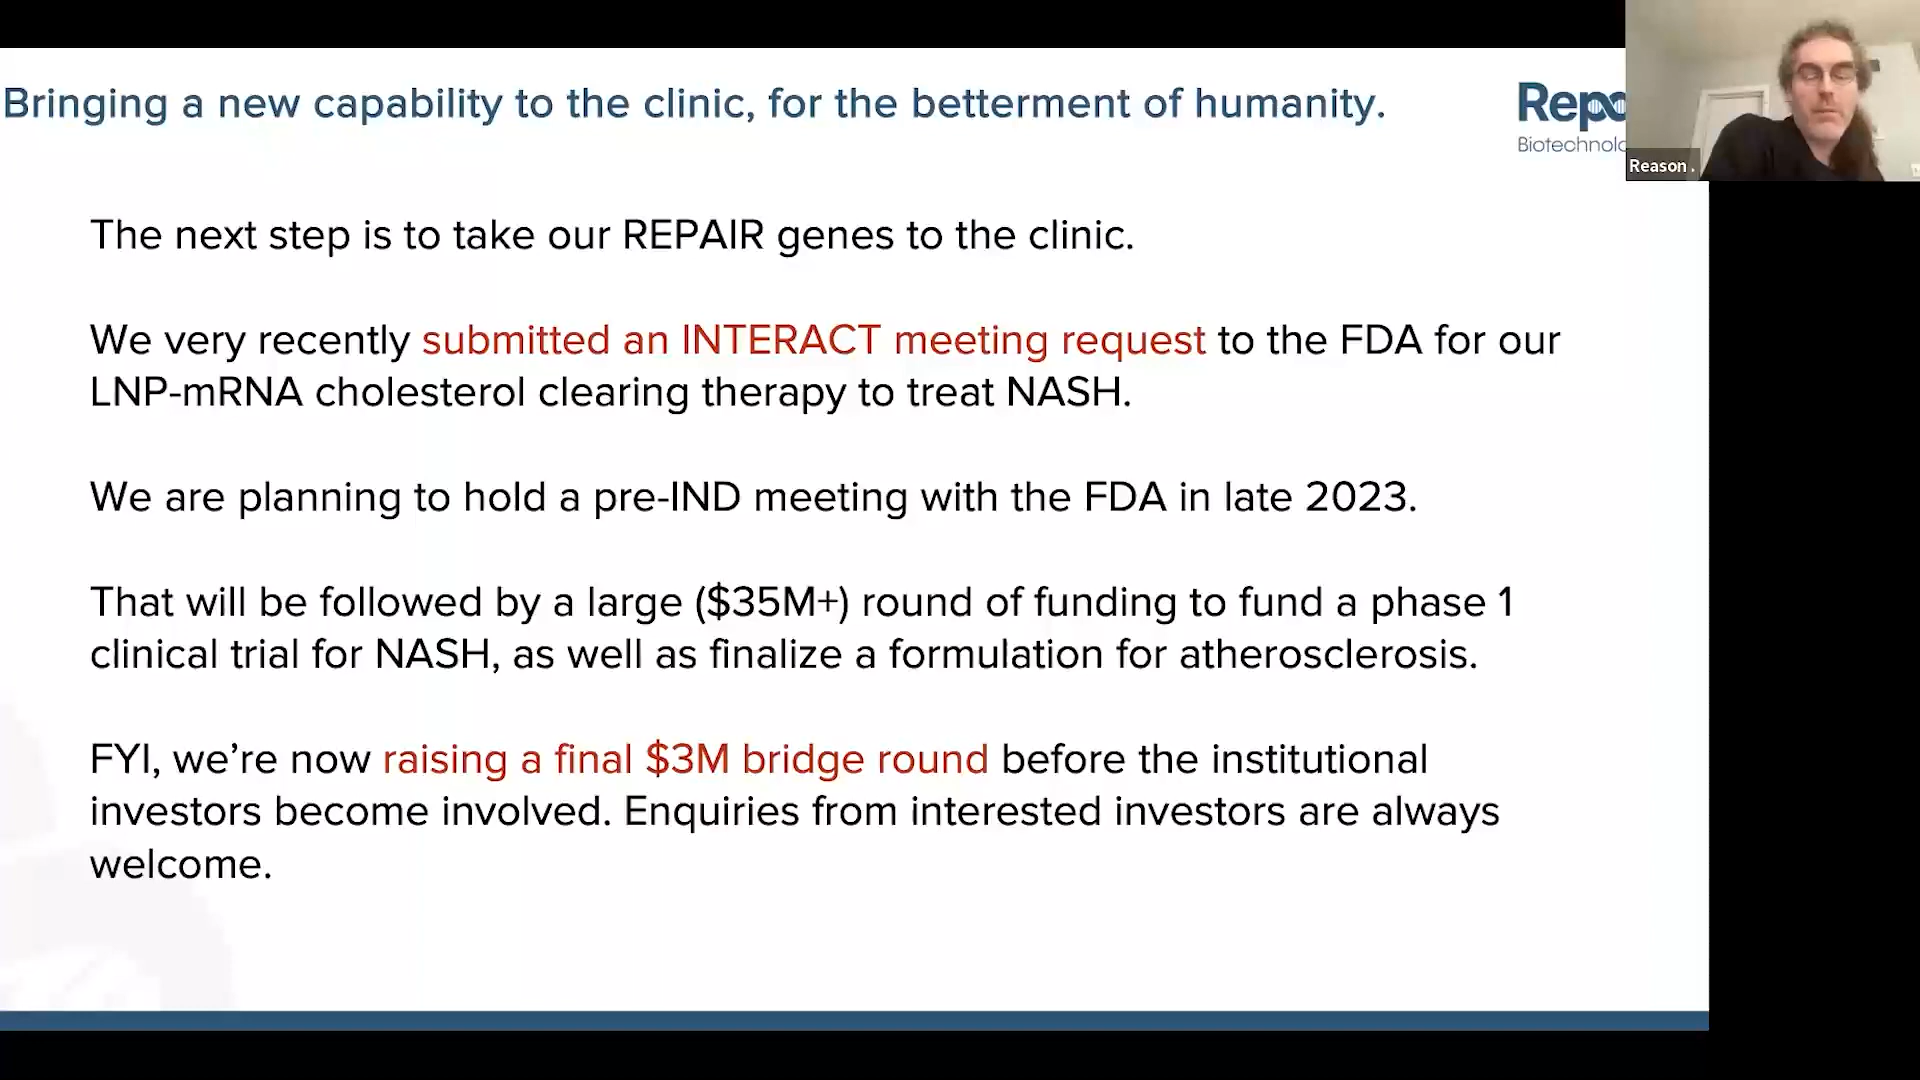 Bringing a new capability to the clinic, for the betterment of humanity.
The next step is to take our REPAIR genes to the clinic.
We very recently submitted an INTERACT meeting request to the FDA for our
LNP-mRNA cholesterol clearing therapy to treat NASH.
We are planning to hold a pre-IND meeting with the FDA in late 2023.
That will be followed by a large ($35M+) round of funding to fund a phase 1
clinical trial for NASH, as well as finalize a formulation for atherosclerosis.
FYI, we’re now raising a final $3M bridge round before the institutional
investors become involved. Enquiries from interested investors are always
welcome.
Reason .